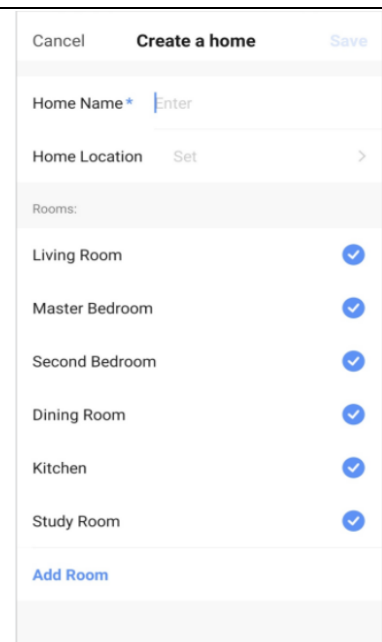 Cancel Create a home Save
Home Name* Enter
Home Location Set
Rooms:
Living Room
Master Bedroom
Second Bedroom
Dining Room
Kitchen
Study Room
Add Room